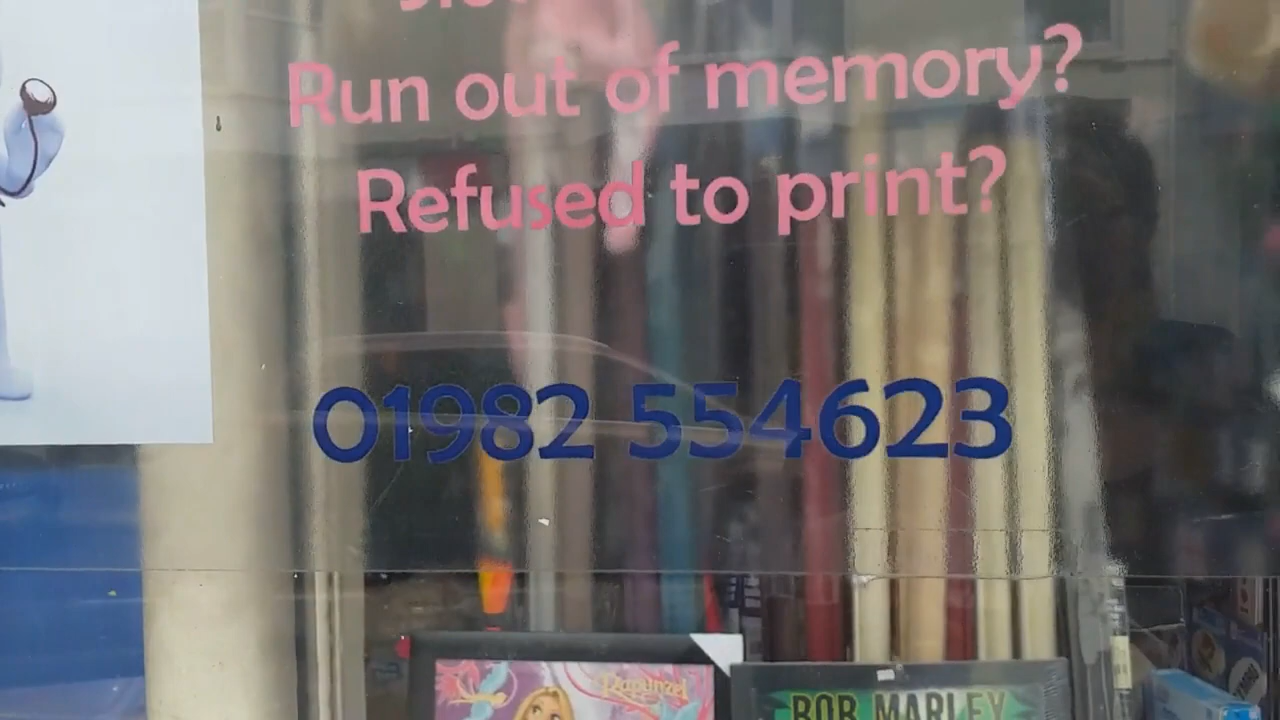 Run out of memory?
Refused to print?
01982 554623
Rapunzel
BOB MARLEY